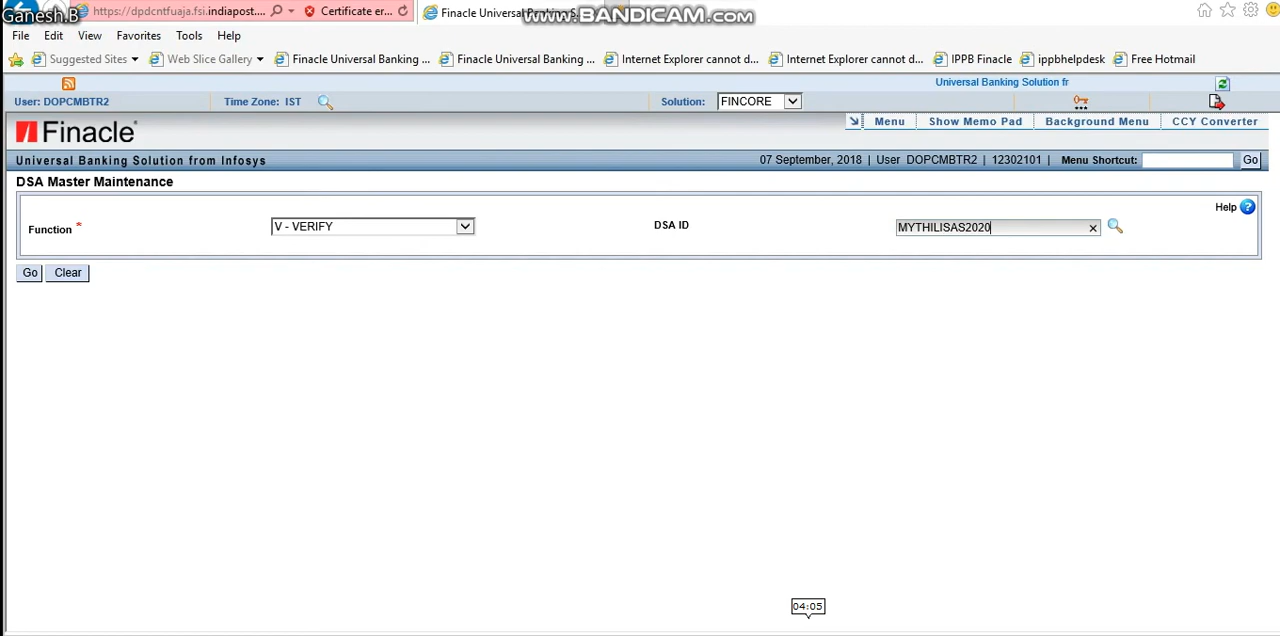 Ganesh.B
https://dpdcntfuaja.fsi.indiapost.... Certificate er... Finacle Universal Banking S...
www.BANDICAM.com
File Edit View Favorites Tools Help
Suggested Sites Web Slice Gallery Finacle Universal Banking ... Finacle Universal Banking ... Internet Explorer cannot d... Internet Explorer cannot d... IPPB Finacle ippbhelpdesk Free Hotmail
Universal Banking Solution fr
User: DOPCMBTR2 Time Zone: IST Solution: FINCORE
Finacle
Menu Show Memo Pad Background Menu CCY Converter
Universal Banking Solution from Infosys 07 September, 2018 | User DOPCMBTR2 | 12302101 | Menu Shortcut: Go
DSA Master Maintenance
Help ?
Function * V - VERIFY DSA ID MYTHILISAS2020 x
Go Clear
04:05